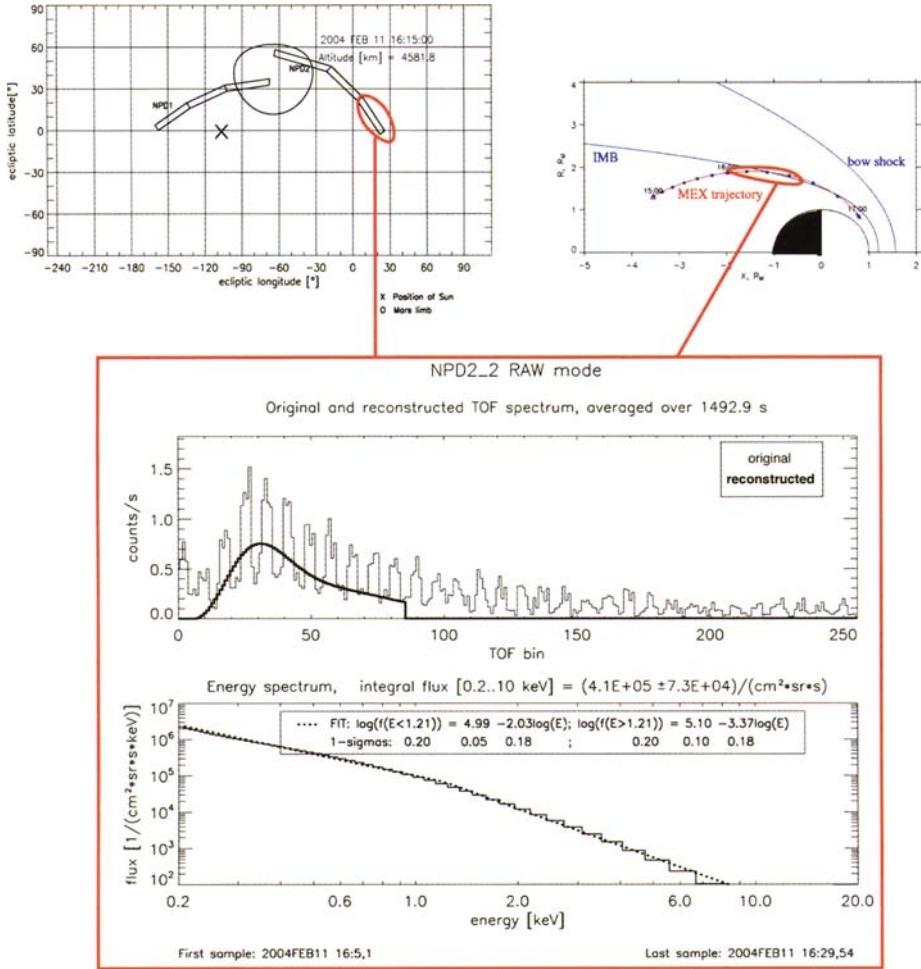 2004 FEB 11 16:15:00
Altitude [km] = 4581.8
NPD1
NPD2
ecliptic latitude[°]
90
60
30
0
-30
-60
-90
-240 -210 -180 -150 -120 -90 -60 -30 0 30 60 90
ecliptic longitude [°]
X Position of Sun
O Mars limb
R, R_M
4
3
2
1
0
IMB
bow shock
MEX trajectory
15:00
16:00
17:00
-5 -4 -3 -2 -1 0 1 2
X, R_M
NPD2_2 RAW mode
Original and reconstructed TOF spectrum, averaged over 1492.9 s
original
reconstructed
counts/s
1.5
1.0
0.5
0.0
0 50 100 150 200 250
TOF bin
Energy spectrum, integral flux [0.2..10 keV] = (4.1E+05 ±7.3E+04)/(cm²*sr*s)
FIT: log(f(E<1.21)) = 4.99 -2.03log(E); log(f(E>1.21)) = 5.10 -3.37log(E)
1-sigmas: 0.20 0.05 0.18 ; 0.20 0.10 0.18
flux [1/(cm²*sr*s*keV)]
10⁷
10⁶
10⁵
10⁴
10³
10²
0.2 0.6 1.0 2.0 6.0 10.0 20.0
energy [keV]
First sample: 2004FEB11 16:5,1
Last sample: 2004FEB11 16:29,54